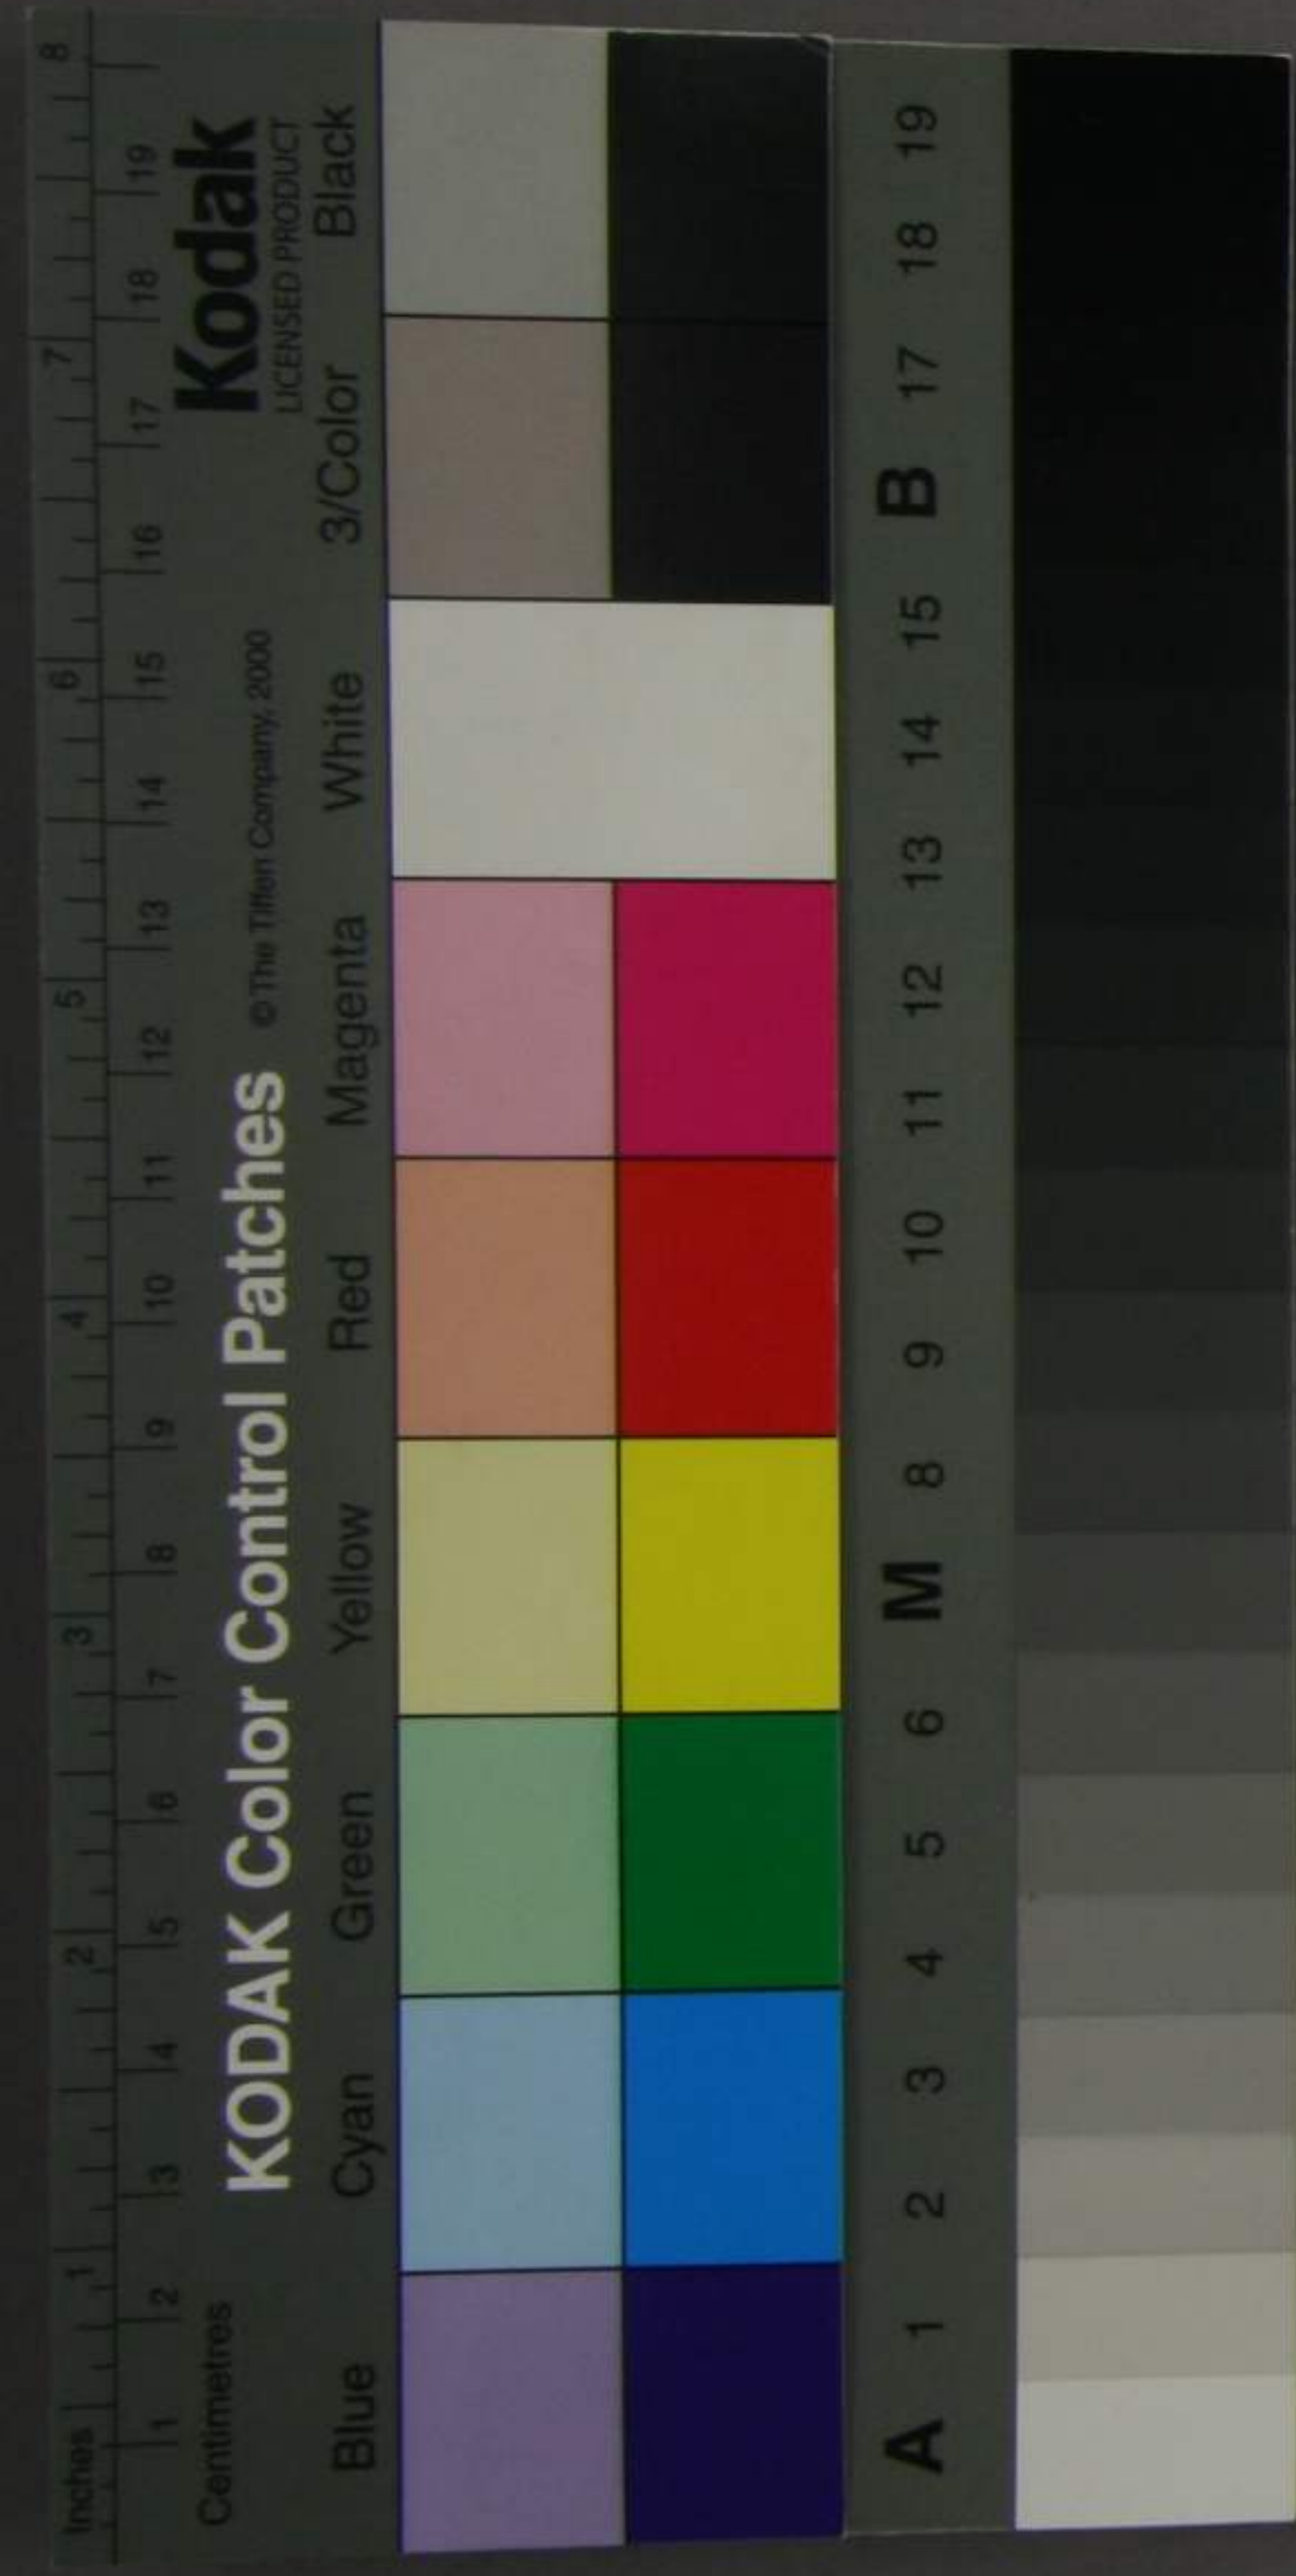 Inches 1 2 3 4 5 6 7 8
Centimetres 1 2 3 4 5 6 7 8 9 10 11 12 13 14 15 16 17 18 19
KODAK Color Control Patches
© The Tiffen Company, 2000
Kodak
LICENSED PRODUCT
Blue Cyan Green Yellow Red Magenta White 3/Color Black
A 1 2 3 4 5 6 M 8 9 10 11 12 13 14 15 B 17 18 19